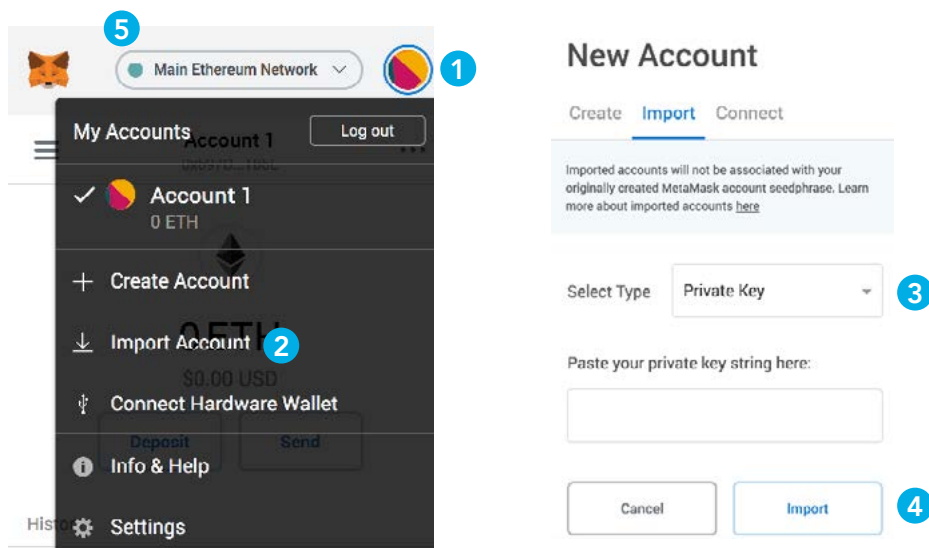 5
Main Ethereum Network
1
My Accounts
Account 1
Log out
Account 1
0 ETH
Create Account
Import Account
2
0 ETH
$0.00 USD
Connect Hardware Wallet
Deposit
Send
Info & Help
Settings
New Account
Create Import Connect
Imported accounts will not be associated with your
originally created MetaMask account seedphrase. Learn
more about imported accounts here
Select Type
Private Key
3
Paste your private key string here:
Cancel
Import
4